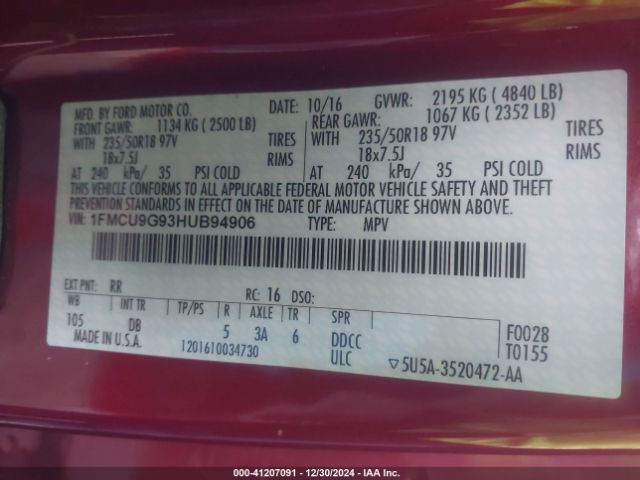 MFD. BY FORD MOTOR CO.
DATE: 10/16 GVWR: 2195 KG ( 4840 LB)
FRONT GAWR: 1134 KG ( 2500 LB) REAR GAWR: 1067 KG ( 2352 LB)
WITH 235/50R18 97V TIRES WITH 235/50R18 97V TIRES
18x7.5J RIMS 18x7.5J RIMS
AT 240 kPa/ 35 PSI COLD AT 240 kPa/ 35 PSI COLD
THIS VEHICLE CONFORMS TO ALL APPLICABLE FEDERAL MOTOR VEHICLE SAFETY AND THEFT
PREVENTION STANDARDS IN EFFECT ON THE DATE OF MANUFACTURE SHOWN ABOVE.
VIN: 1FMCU9G93HUB94906 TYPE: MPV
EXT PNT: RR RC: 16 DSO:
WB INT TR TP/PS R AXLE TR SPR
105 DB 5 3A 6 DDCC F0028
MADE IN U.S.A. 1201610034730 ULC T0155
▽5U5A-3520472-AA
000-41207091 - 12/30/2024 - IAA Inc.